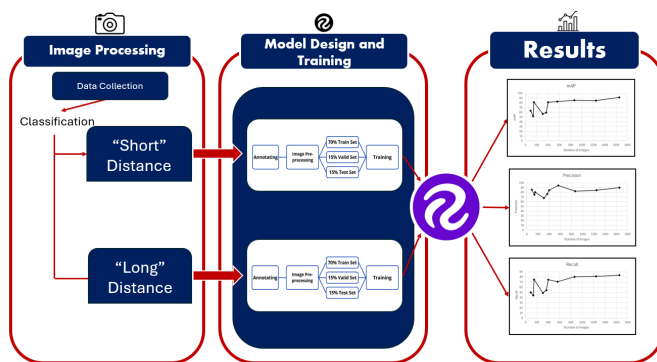 Image Processing
Data Collection
Classification
“Short”
Distance
“Long”
Distance
Model Design and
Training
Annotating
Image Pre-
processing
70% Train Set
15% Valid Set
15% Test Set
Training
Annotating
Image Pre-
processing
70% Train Set
15% Valid Set
15% Test Set
Training
Results
mAP
Number of Images
Precision
Number of Images
Recall
Number of Images